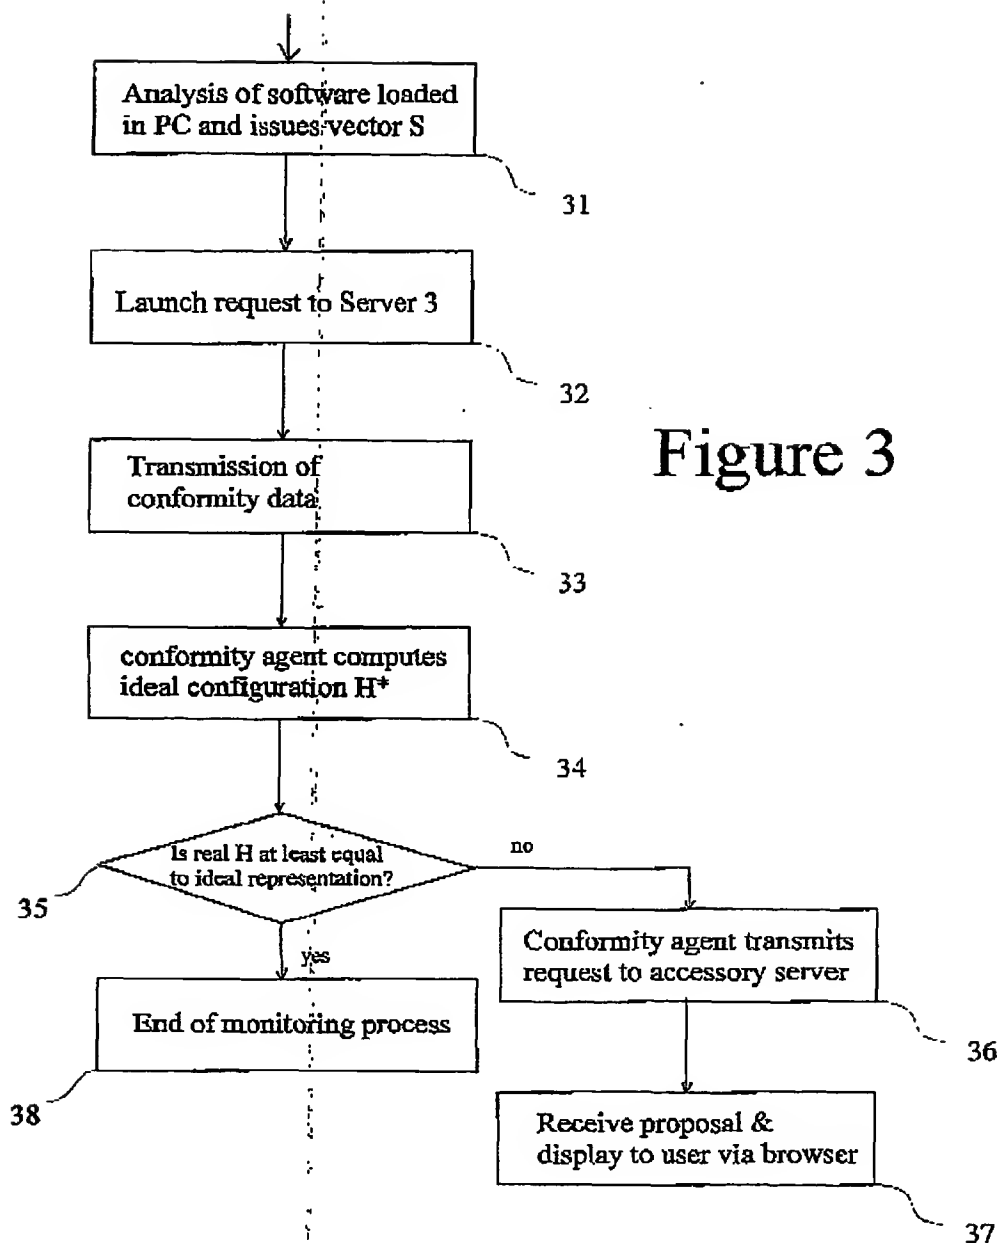 Analysis of software loaded
in PC and issues vector S
31
Launch request to Server 3
32
Figure 3
Transmission of
conformity data
33
conformity agent computes
ideal configuration H*
34
Is real H at least equal
to ideal representation?
no
35
yes
Conformity agent transmits
request to accessory server
36
End of monitoring process
38
Receive proposal &
display to user via browser
37